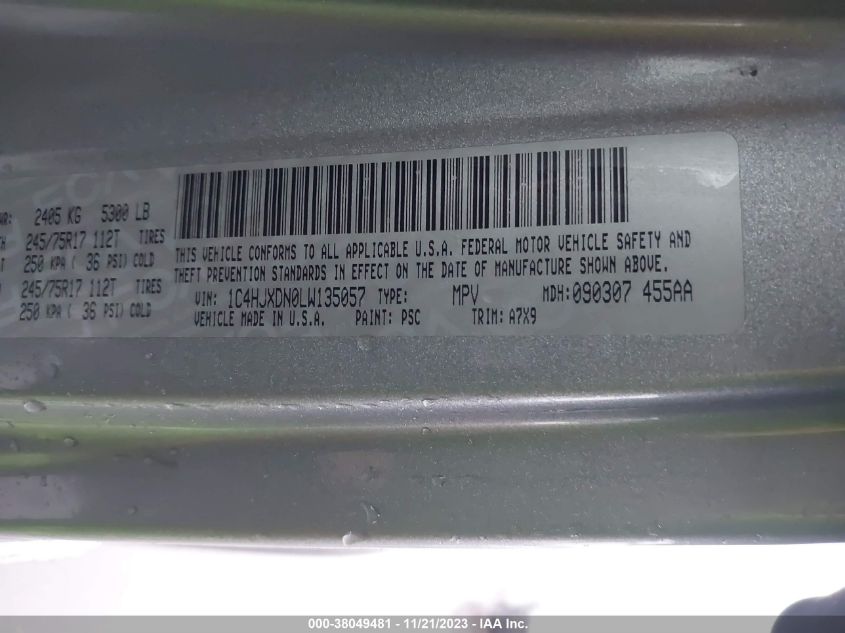 2405 KG 5300 LB
245/75R17 112T TIRES
250 KPA ( 36 PSI) COLD
245/75R17 112T TIRES
250 KPA ( 36 PSI) COLD
THIS VEHICLE CONFORMS TO ALL APPLICABLE U.S.A. FEDERAL MOTOR VEHICLE SAFETY AND
THEFT PREVENTION STANDARDS IN EFFECT ON THE DATE OF MANUFACTURE SHOWN ABOVE.
VIN: 1C4HJXDN0LW135057 TYPE: MPV MDH:090307 455AA
VEHICLE MADE IN U.S.A. PAINT: PSC TRIM: A7X9
000-38049481 - 11/21/2023 - IAA Inc.